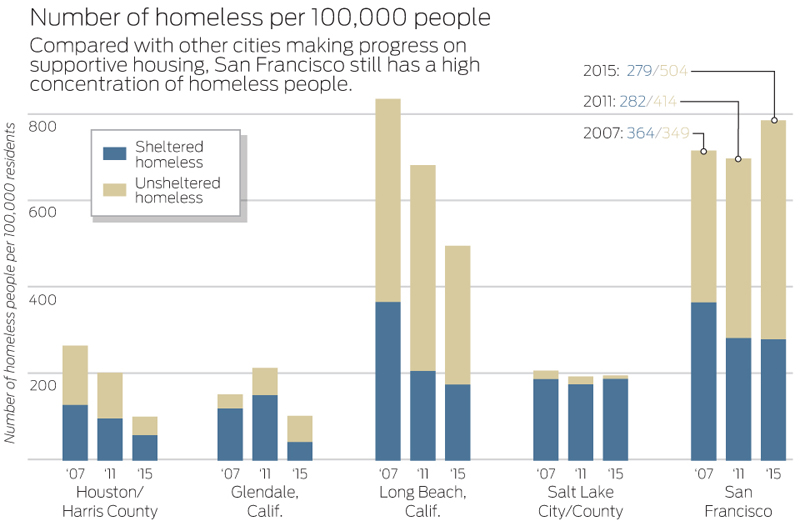 Number of homeless per 100,000 people
Compared with other cities making progress on
supportive housing, San Francisco still has a high
concentration of homeless people.
2015: 279/504
2011: 282/414
2007: 364/349
Number of homeless people per 100,000 residents
800
600
400
200
Sheltered
homeless
Unsheltered
homeless
‘07 ‘11 ‘15 ‘07 ‘11 ‘15 ‘07 ‘11 ‘15 ‘07 ‘11 ‘15 ‘07 ‘11 ‘15
Houston/
Harris County
Glendale,
Calif.
Long Beach,
Calif.
Salt Lake
City/County
San
Francisco